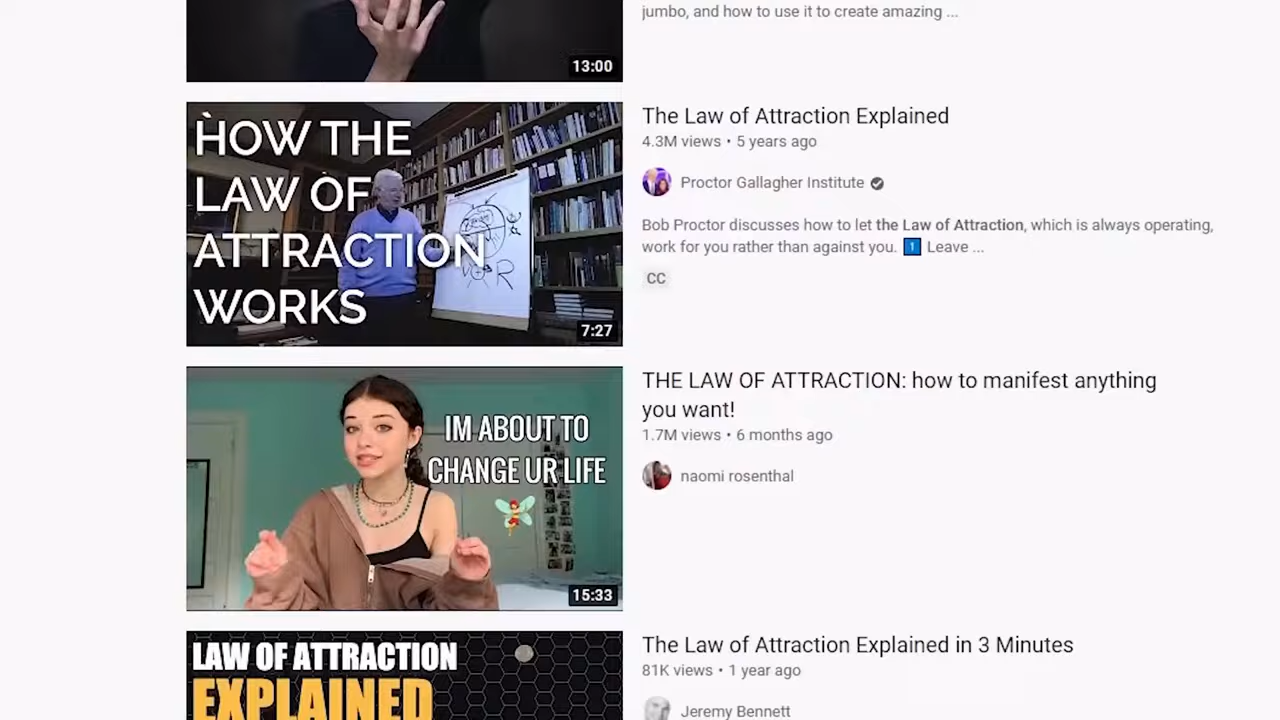 jumbo, and how to use it to create amazing ...
13:00
HOW THE
LAW OF
ATTRACTION
WORKS
7:27
The Law of Attraction Explained
4.3M views • 5 years ago
Proctor Gallagher Institute
Bob Proctor discusses how to let the Law of Attraction, which is always operating,
work for you rather than against you. 1 Leave ...
CC
IM ABOUT TO
CHANGE UR LIFE
15:33
THE LAW OF ATTRACTION: how to manifest anything
you want!
1.7M views • 6 months ago
naomi rosenthal
LAW OF ATTRACTION
EXPLAINED
The Law of Attraction Explained in 3 Minutes
81K views • 1 year ago
Jeremy Bennett